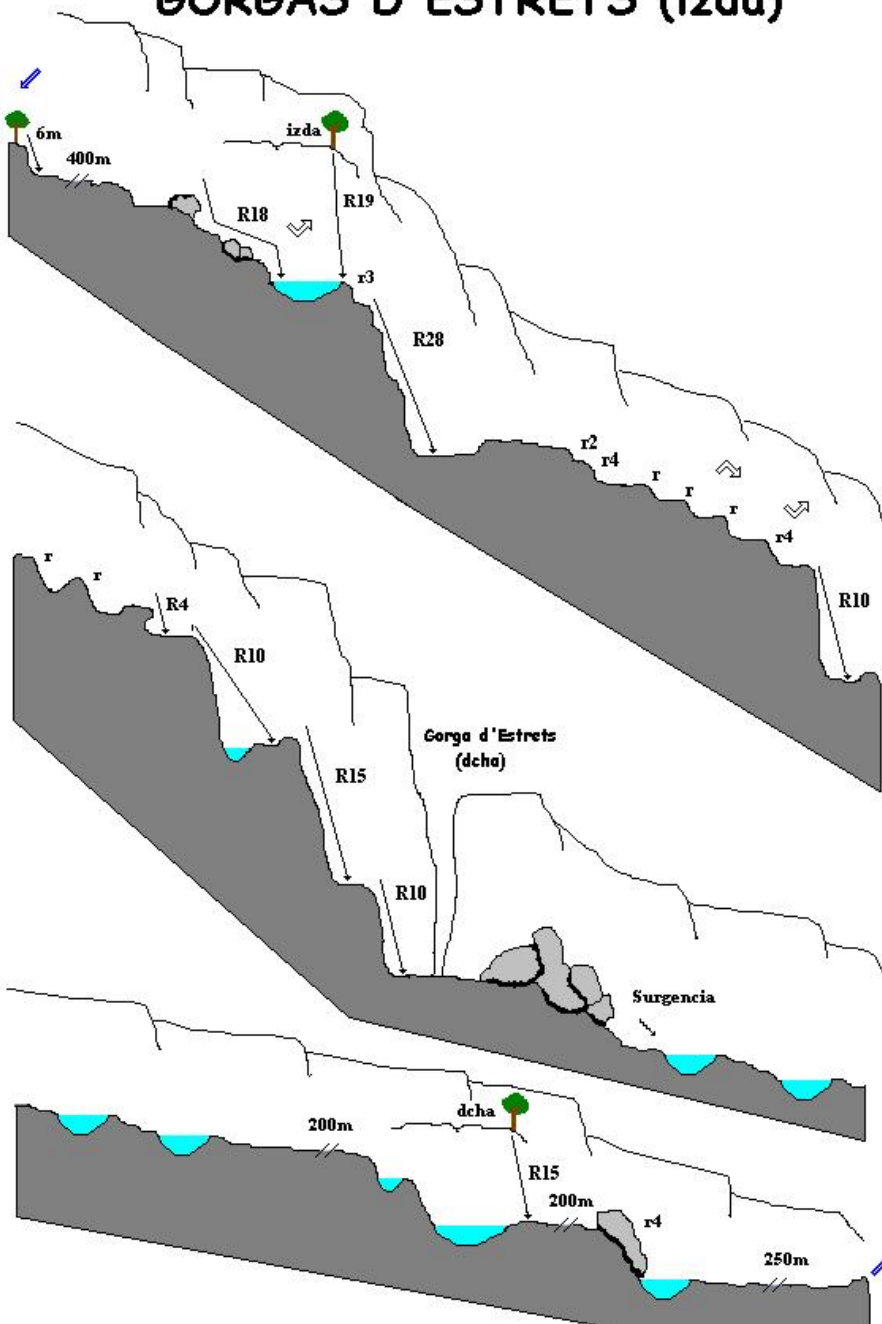 GORGAS D'ESTRETS (izda)
6m
400m
izda
R18
R19
r3
R28
r2
r4
r
r
r
r4
R10
r
r
R4
R10
R15
R10
Gorga d'Estrets
(dcha)
Surgencia
200m
dcha
R15
200m
r4
250m